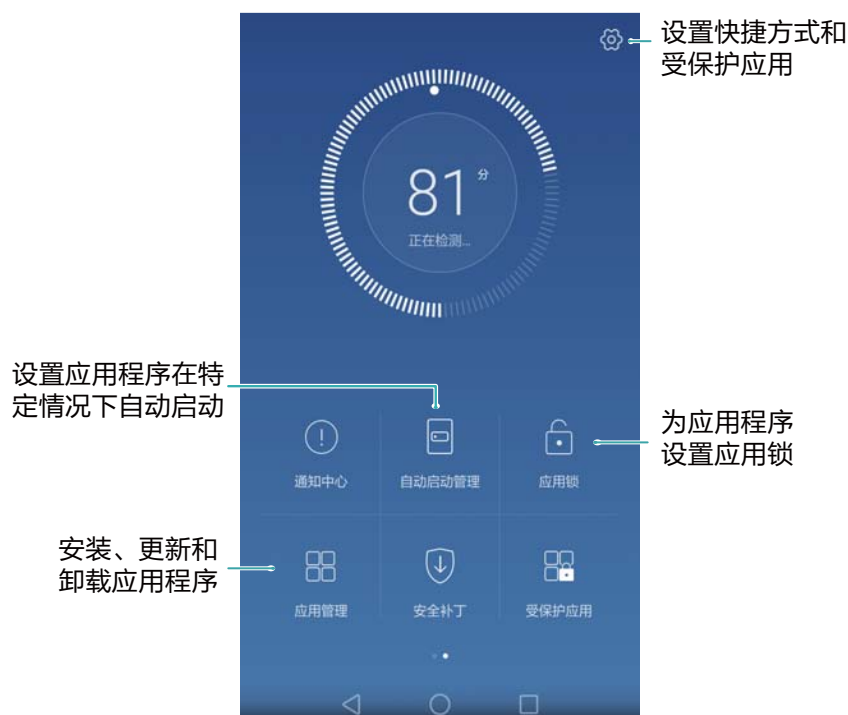 设置快捷方式和
受保护应用
81分
正在检测...
设置应用程序在特
定情况下自动启动
为应用程序
设置应用锁
通知中心
自动启动管理
应用锁
安装、更新和
卸载应用程序
应用管理
安全补丁
受保护应用